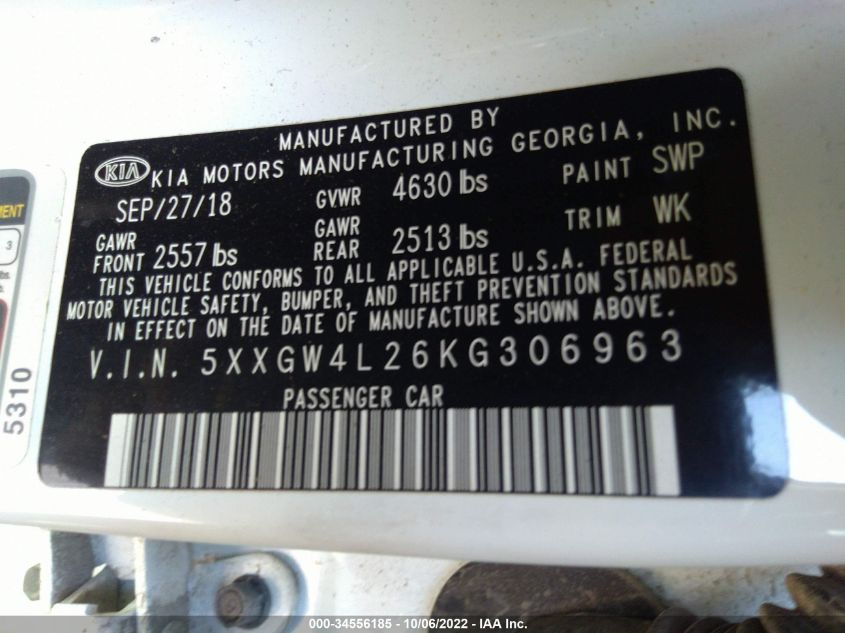 MANUFACTURED BY
KIA KIA MOTORS MANUFACTURING GEORGIA, INC.
SEP/27/18 GVWR 4630 lbs PAINT SWP
GAWR FRONT 2557 lbs GAWR REAR 2513 lbs TRIM WK
THIS VEHICLE CONFORMS TO ALL APPLICABLE U.S.A. FEDERAL
MOTOR VEHICLE SAFETY, BUMPER, AND THEFT PREVENTION STANDARDS
IN EFFECT ON THE DATE OF MANUFACTURE SHOWN ABOVE.
V.I.N. 5XXGW4L26KG306963
PASSENGER CAR
3
5310
000-34556185 - 10/06/2022 - IAA Inc.